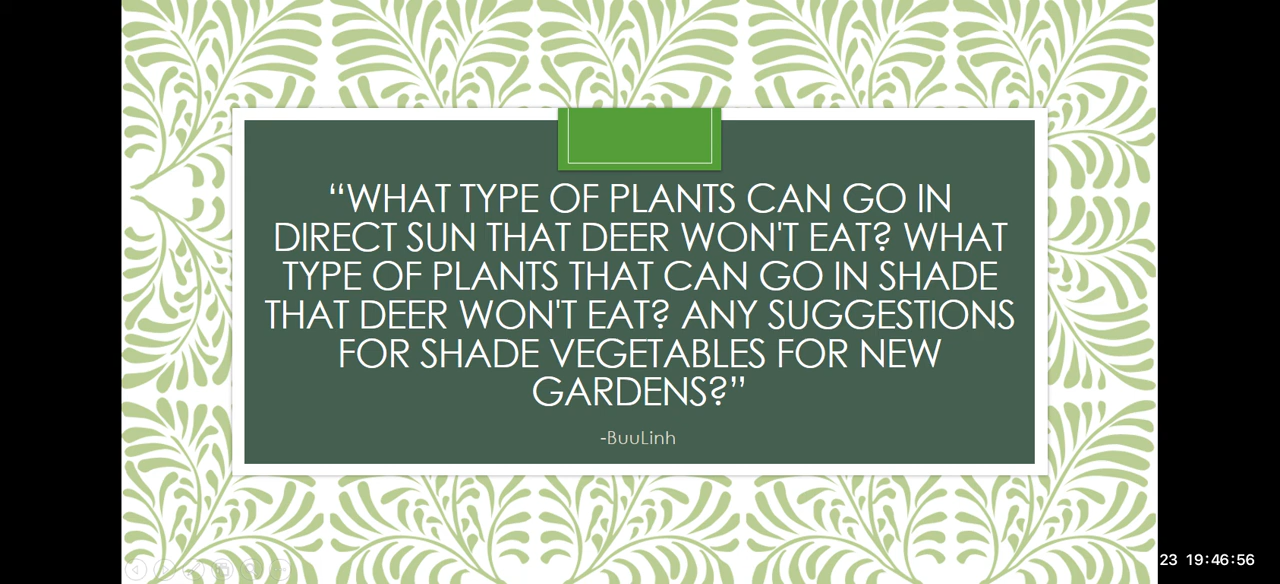 “WHAT TYPE OF PLANTS CAN GO IN
DIRECT SUN THAT DEER WON'T EAT? WHAT
TYPE OF PLANTS THAT CAN GO IN SHADE
THAT DEER WON'T EAT? ANY SUGGESTIONS
FOR SHADE VEGETABLES FOR NEW
GARDENS?”
-BuuLinh
23 19:46:56